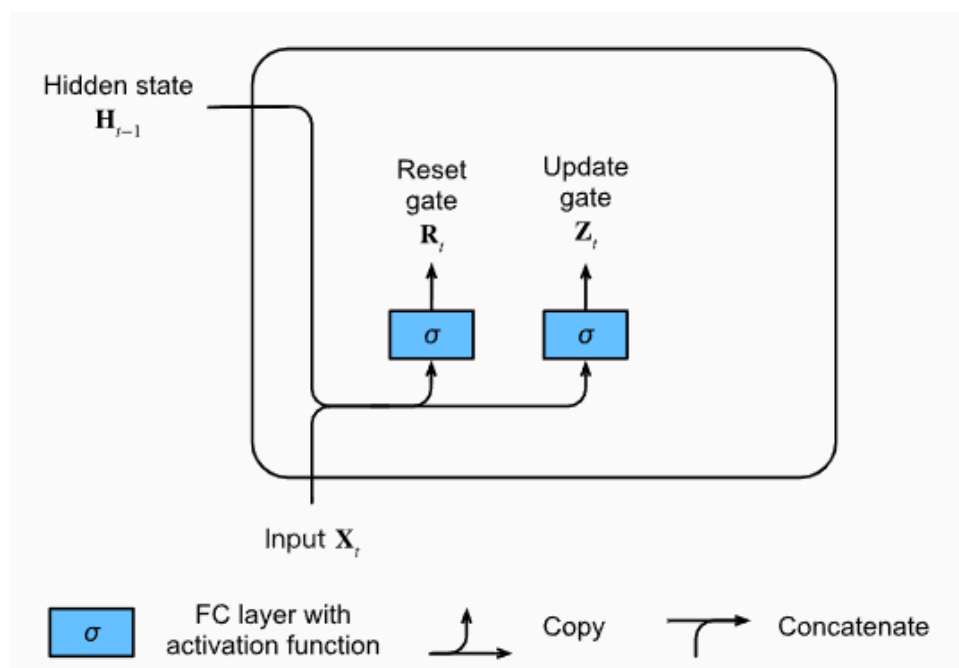 Hidden state
H_{t-1}
Reset
gate
R_t
Update
gate
Z_t
σ
σ
Input X_t
σ
FC layer with
activation function
Copy
Concatenate